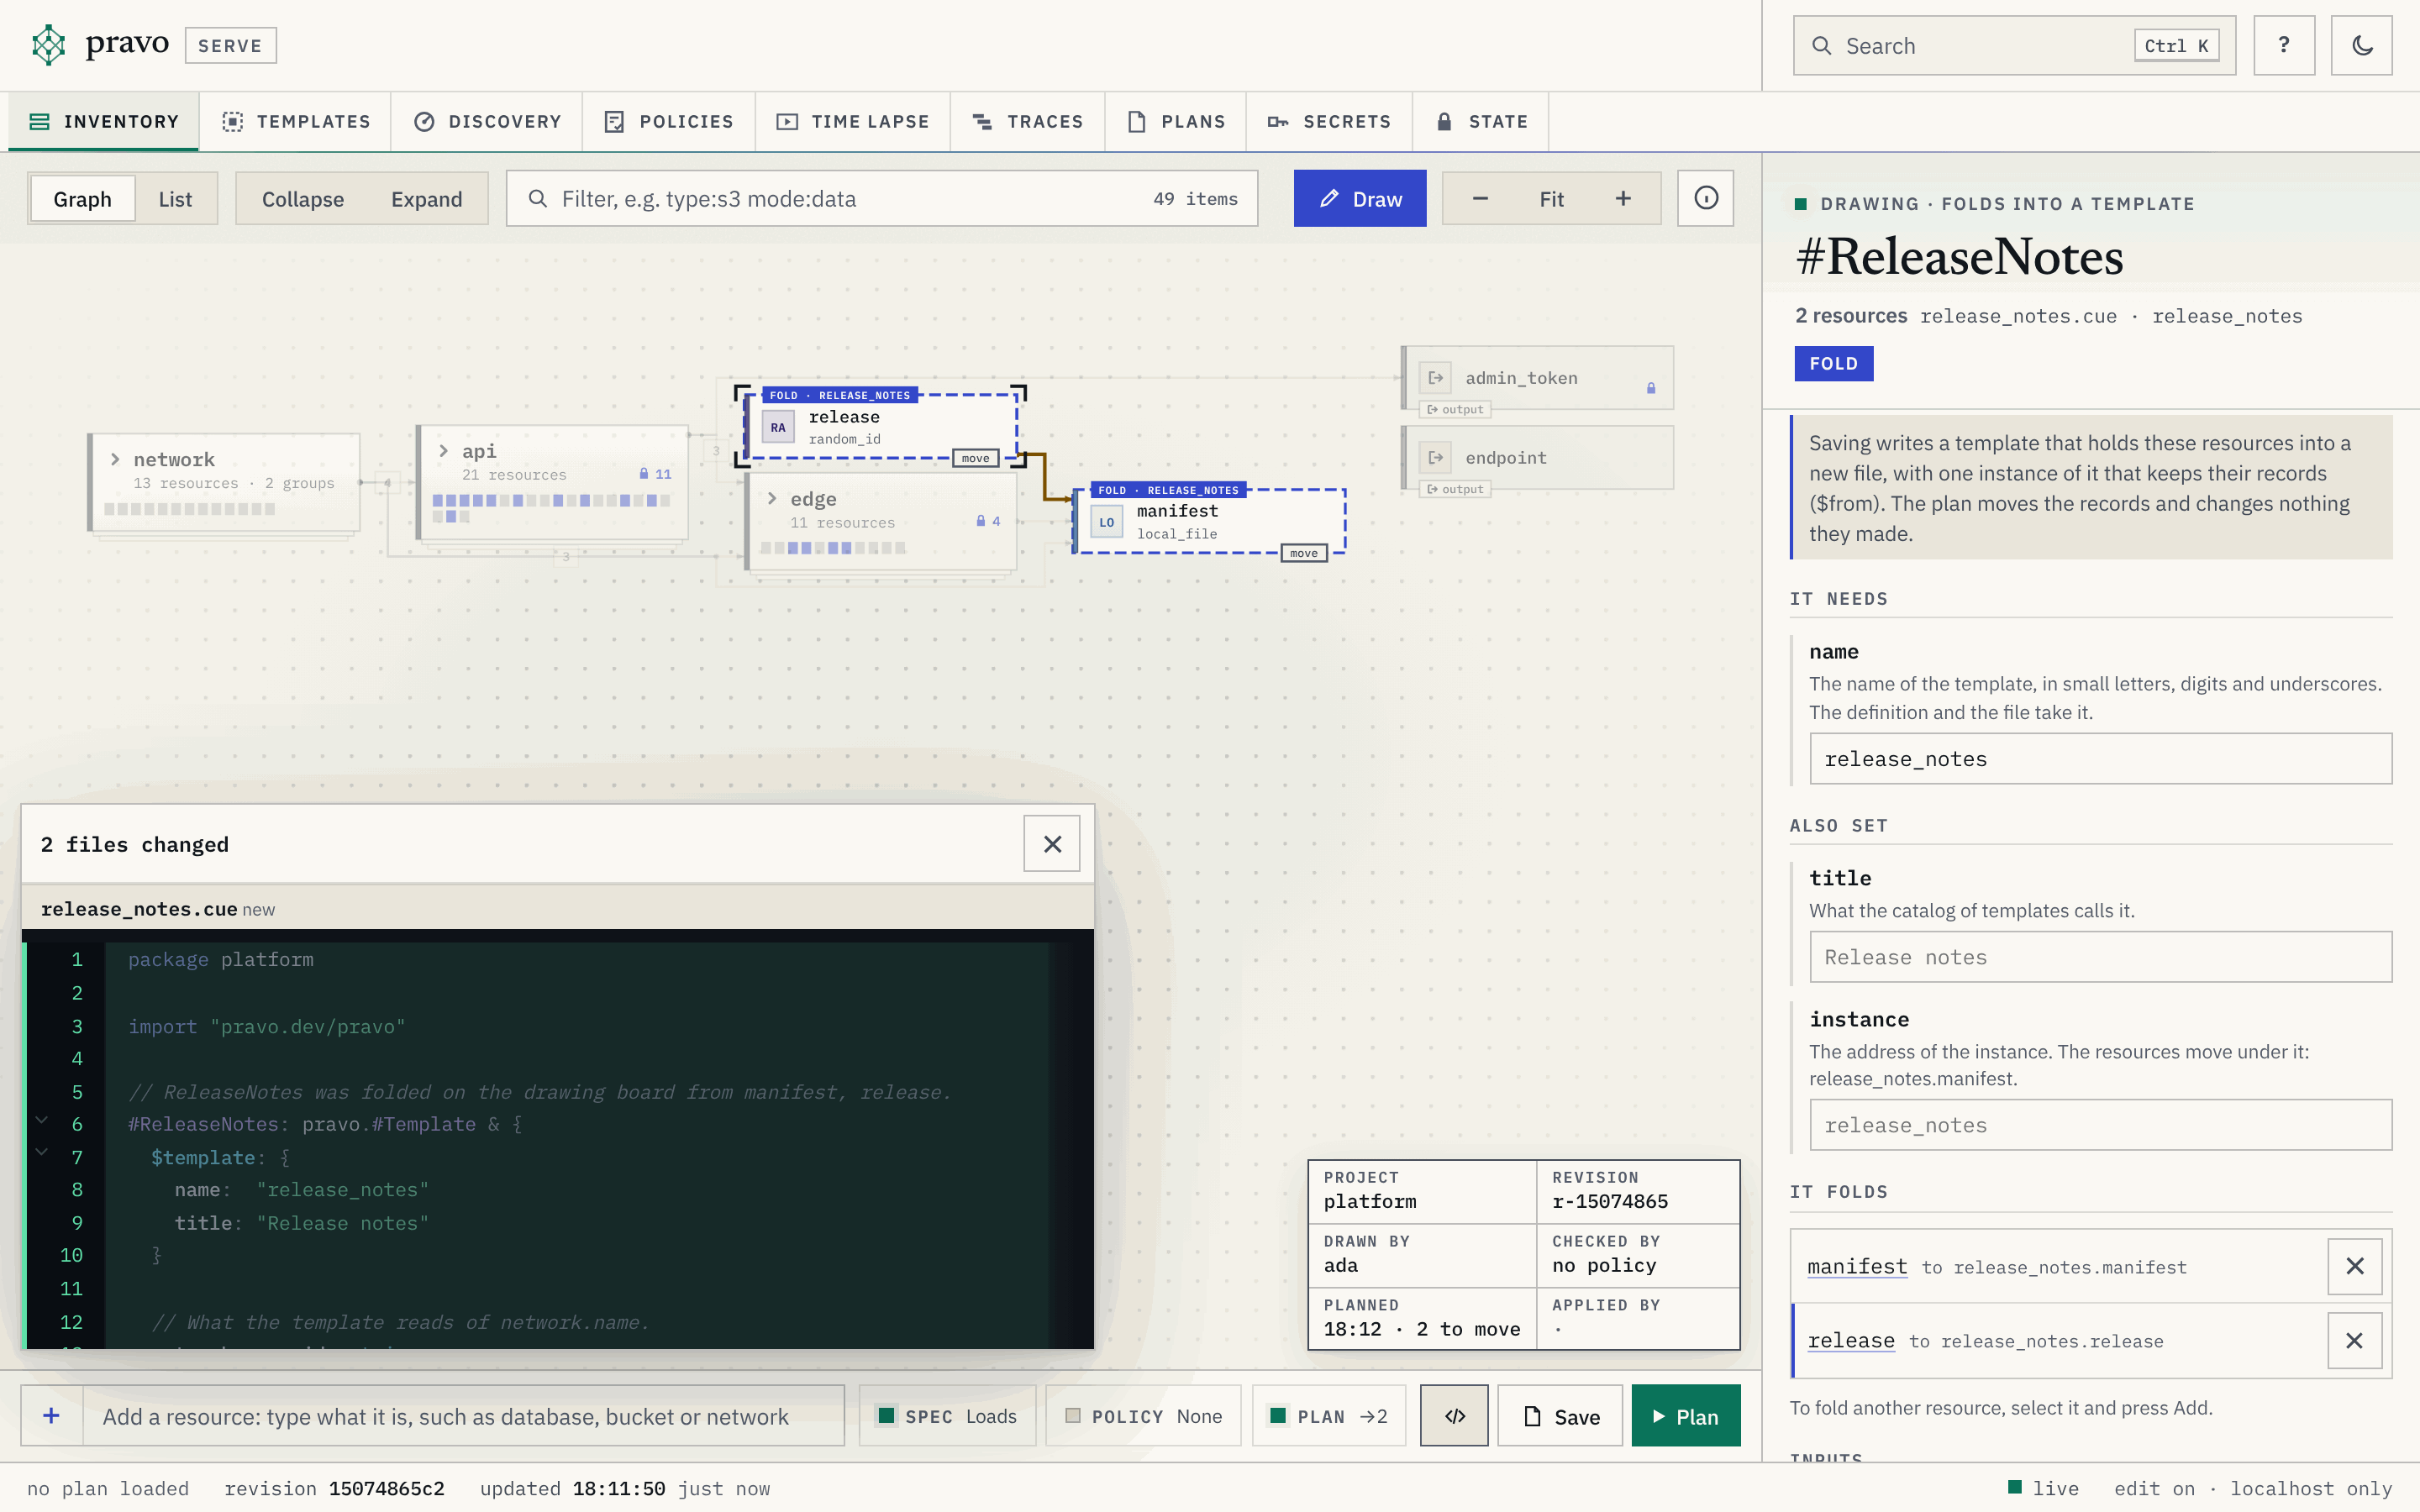 pravo SERVE
Search Ctrl K ?
INVENTORY TEMPLATES DISCOVERY POLICIES TIME LAPSE TRACES PLANS SECRETS STATE
Graph List Collapse Expand Filter, e.g. type:s3 mode:data 49 items Draw − Fit +
network
13 resources · 2 groups
4
api
21 resources 11
3
3
FOLD · RELEASE_NOTES
RA release
random_id
move
edge
11 resources 4
FOLD · RELEASE_NOTES
LO manifest
local_file
move
admin_token
output
endpoint
output
2 files changed
release_notes.cue new
1 package platform
2
3 import "pravo.dev/pravo"
4
5 // ReleaseNotes was folded on the drawing board from manifest, release.
6 #ReleaseNotes: pravo.#Template & {
7 $template: {
8 name: "release_notes"
9 title: "Release notes"
10 }
11
12 // What the template reads of network.name.
PROJECT REVISION
platform r-15074865
DRAWN BY CHECKED BY
ada no policy
PLANNED APPLIED BY
18:12 · 2 to move ·
+ Add a resource: type what it is, such as database, bucket or network
SPEC Loads POLICY None PLAN →2 </> Save Plan
no plan loaded revision 15074865c2 updated 18:11:50 just now
live edit on · localhost only
DRAWING · FOLDS INTO A TEMPLATE
#ReleaseNotes
2 resources release_notes.cue · release_notes
FOLD
Saving writes a template that holds these resources into a
new file, with one instance of it that keeps their records
($from). The plan moves the records and changes nothing
they made.
IT NEEDS
name
The name of the template, in small letters, digits and underscores.
The definition and the file take it.
release_notes
ALSO SET
title
What the catalog of templates calls it.
Release notes
instance
The address of the instance. The resources move under it:
release_notes.manifest.
release_notes
IT FOLDS
manifest to release_notes.manifest
release to release_notes.release
To fold another resource, select it and press Add.
INPUTS